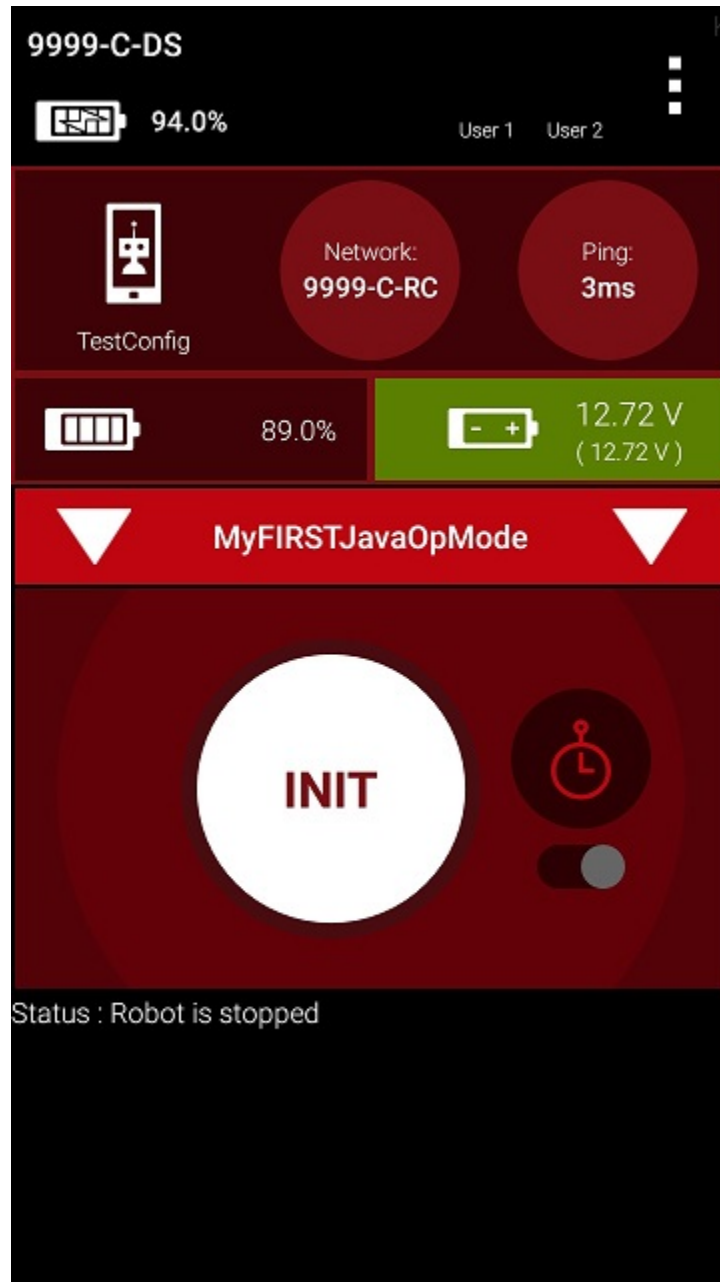 9999-C-DS
94.0%
User 1 User 2
Network:
9999-C-RC
Ping:
3ms
TestConfig
89.0%
12.72 V
( 12.72 V )
MyFIRSTJavaOpMode
INIT
Status : Robot is stopped